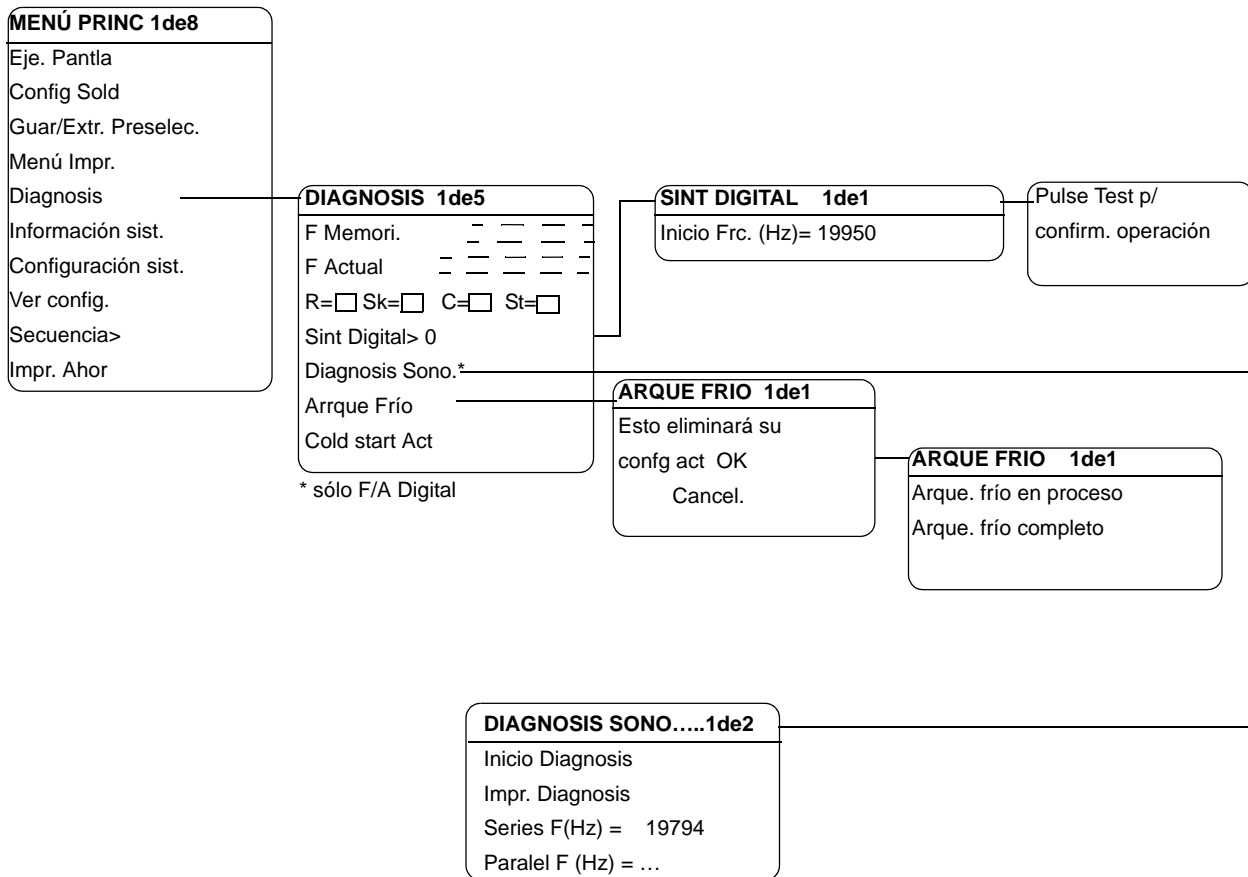 MENÚ PRINC 1de8
Eje. Pantla
Config Sold
Guar/Extr. Preselec.
Menú Impr.
Diagnosis
Información sist.
Configuración sist.
Ver config.
Secuencia>
Impr. Ahor
DIAGNOSIS 1de5
F Memori.
F Actual
R= Sk= C= St=
Sint Digital> 0
Diagnosis Sono.*
Arrque Frío
Cold start Act
* sólo F/A Digital
SINT DIGITAL 1de1
Inicio Frc. (Hz)= 19950
Pulse Test p/
confirm. operación
ARQUE FRIO 1de1
Esto eliminará su
confg act OK
Cancel.
ARQUE FRIO 1de1
Arque. frío en proceso
Arque. frío completo
DIAGNOSIS SONO…..1de2
Inicio Diagnosis
Impr. Diagnosis
Series F(Hz) = 19794
Paralel F (Hz) = …